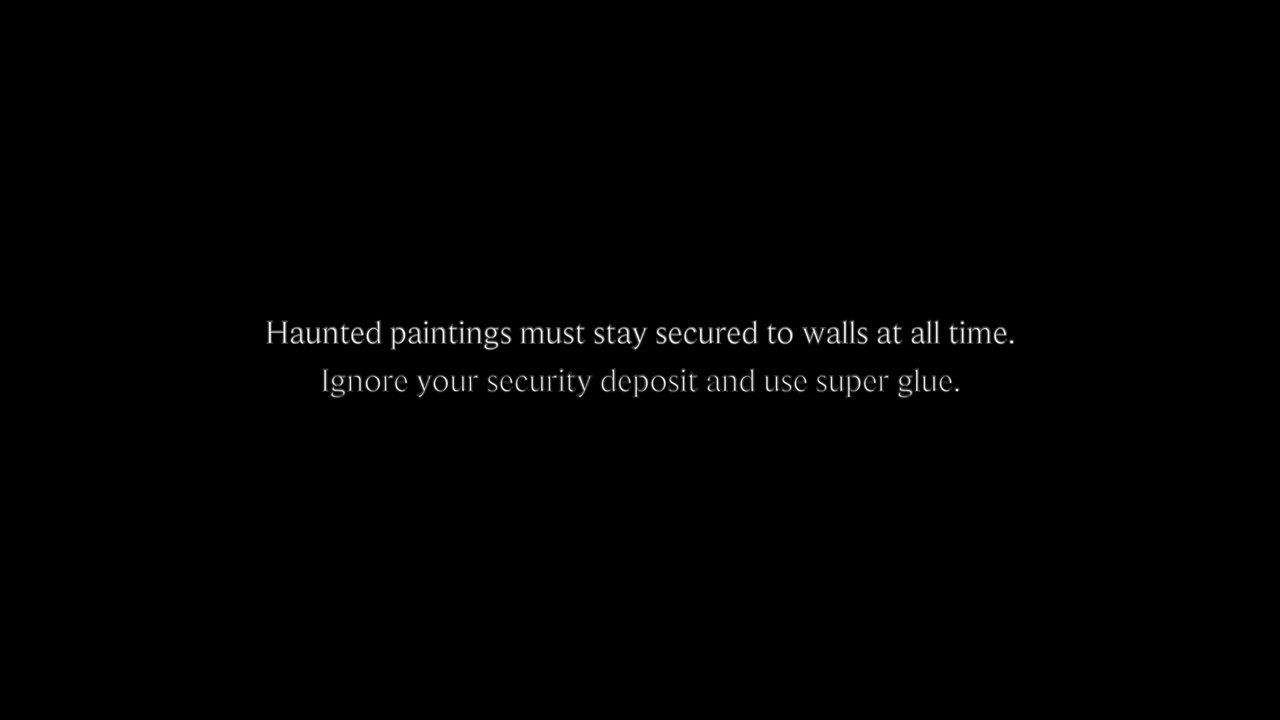 Haunted paintings must stay secured to walls at all time.
Ignore your security deposit and use super glue.